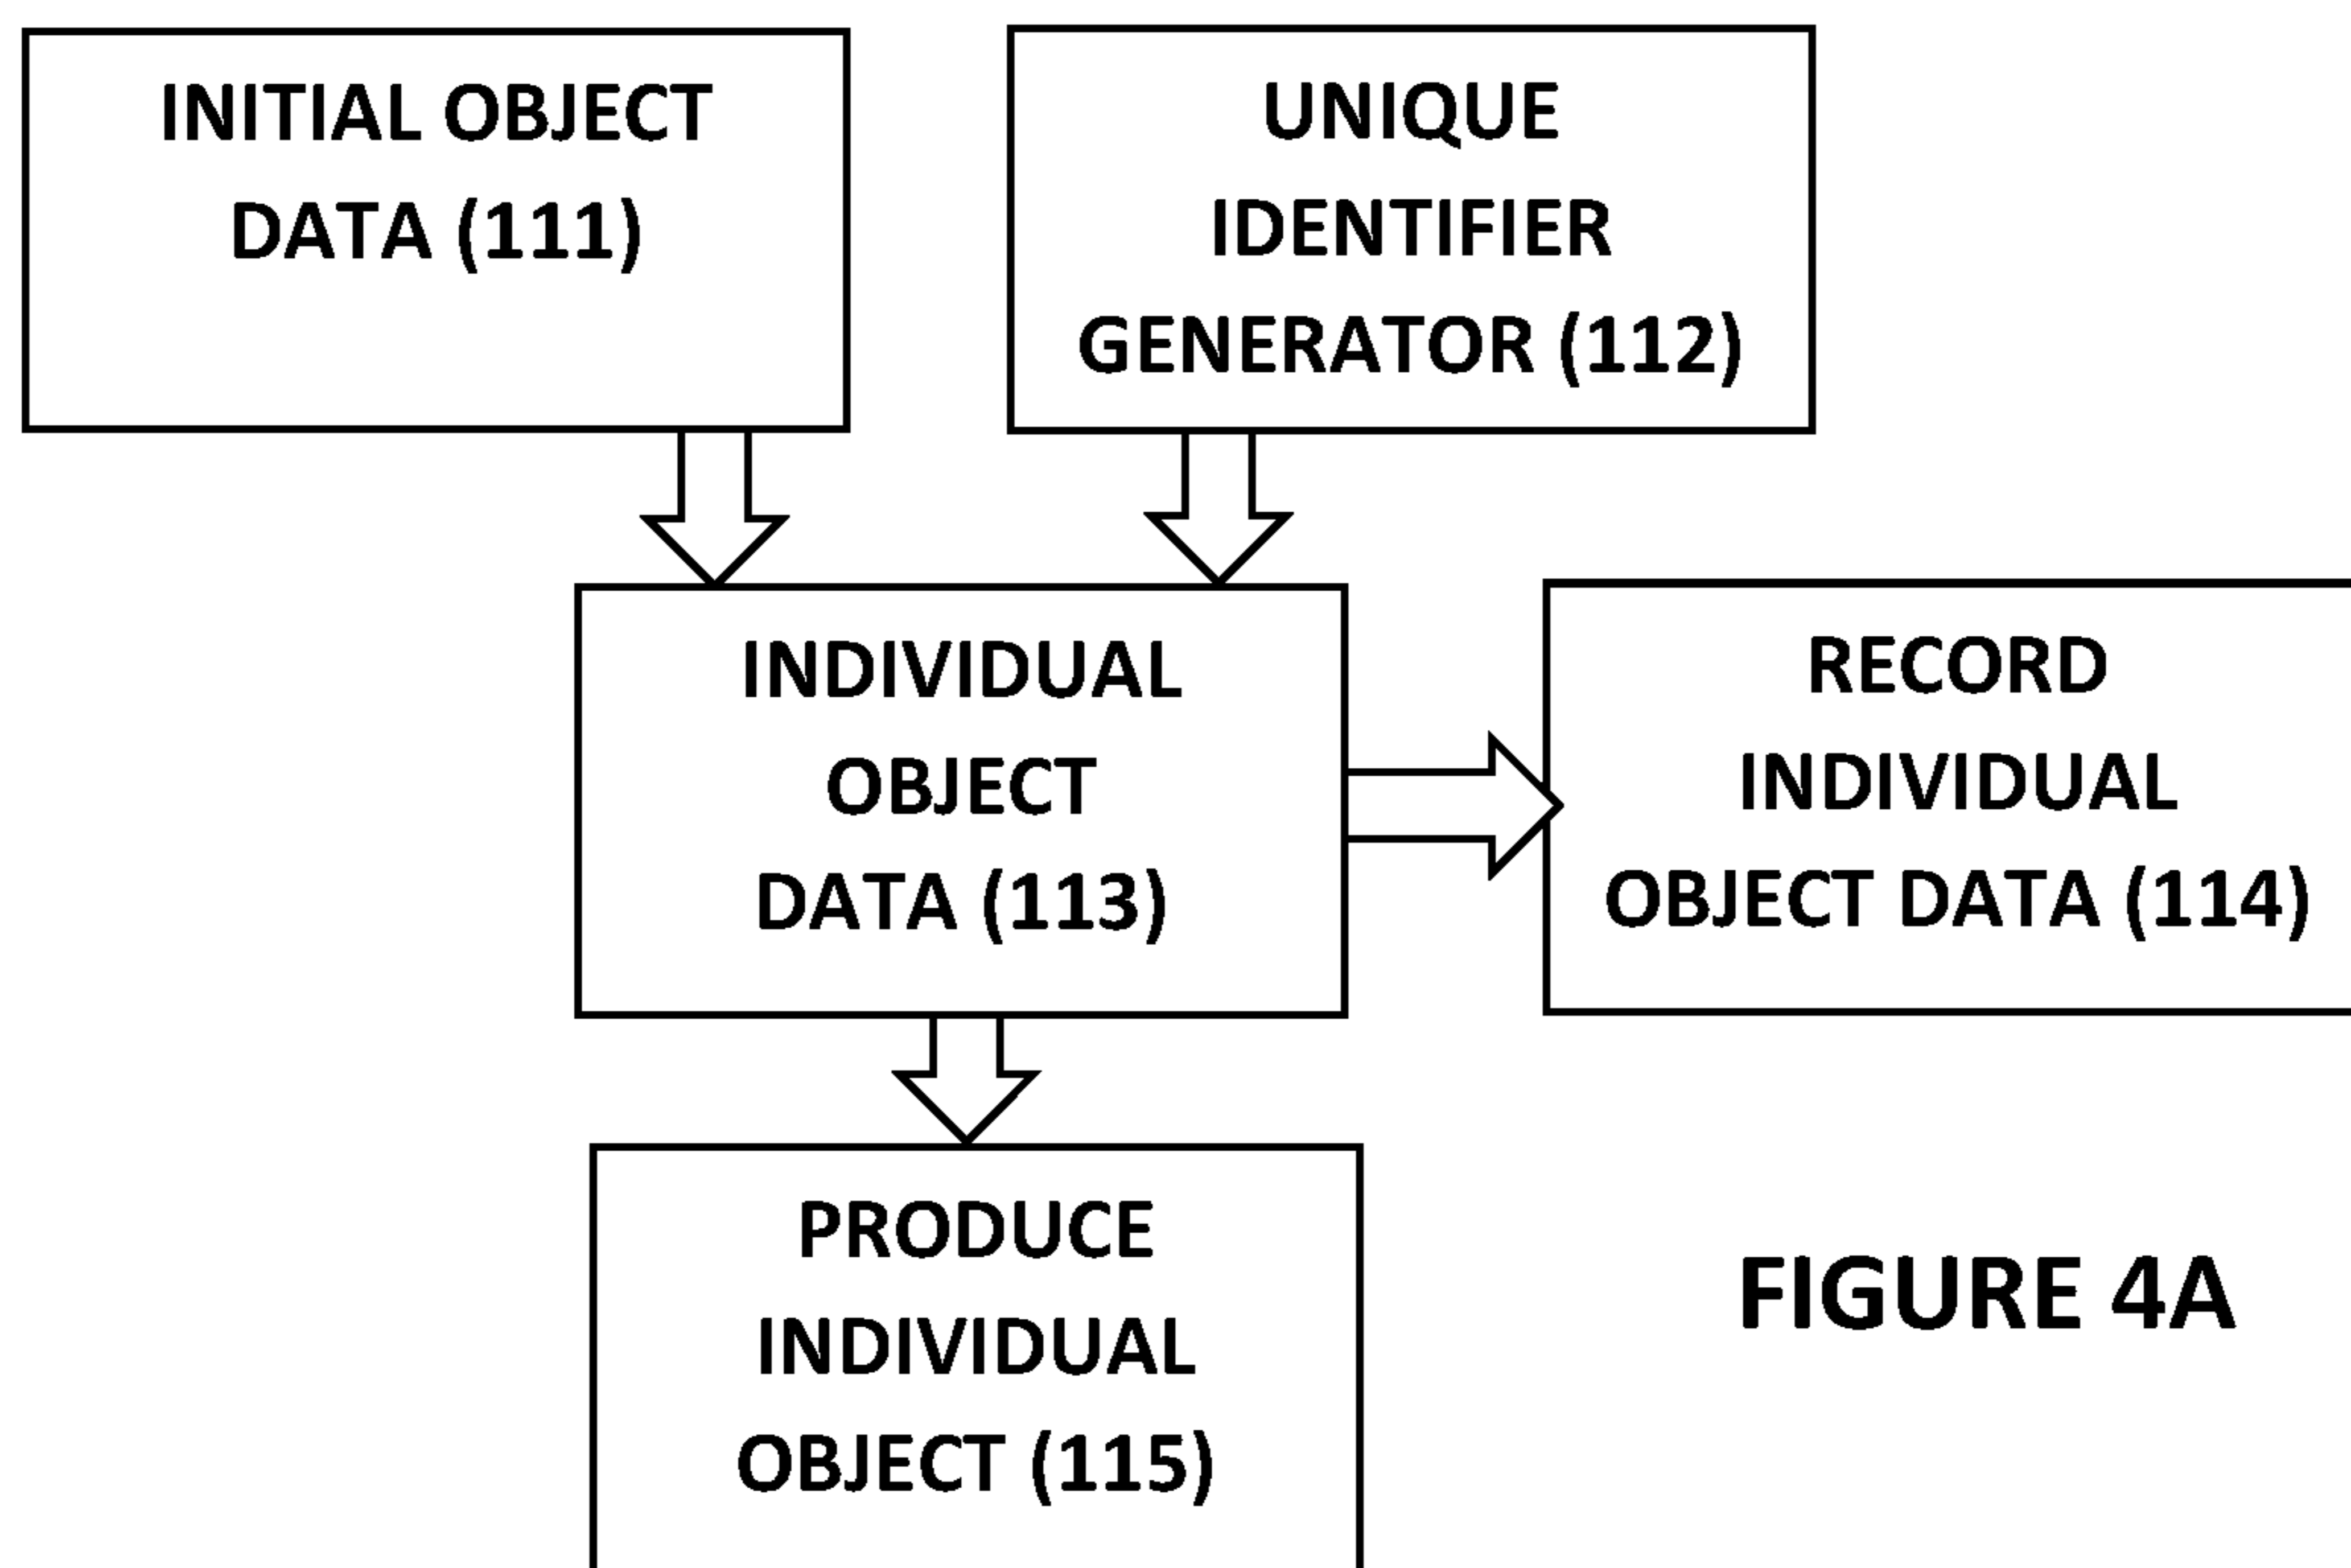 INITIAL OBJECT
DATA (111)
UNIQUE
IDENTIFIER
GENERATOR (112)
INDIVIDUAL
OBJECT
DATA (113)
RECORD
INDIVIDUAL
OBJECT DATA (114)
PRODUCE
INDIVIDUAL
OBJECT (115)
FIGURE 4A